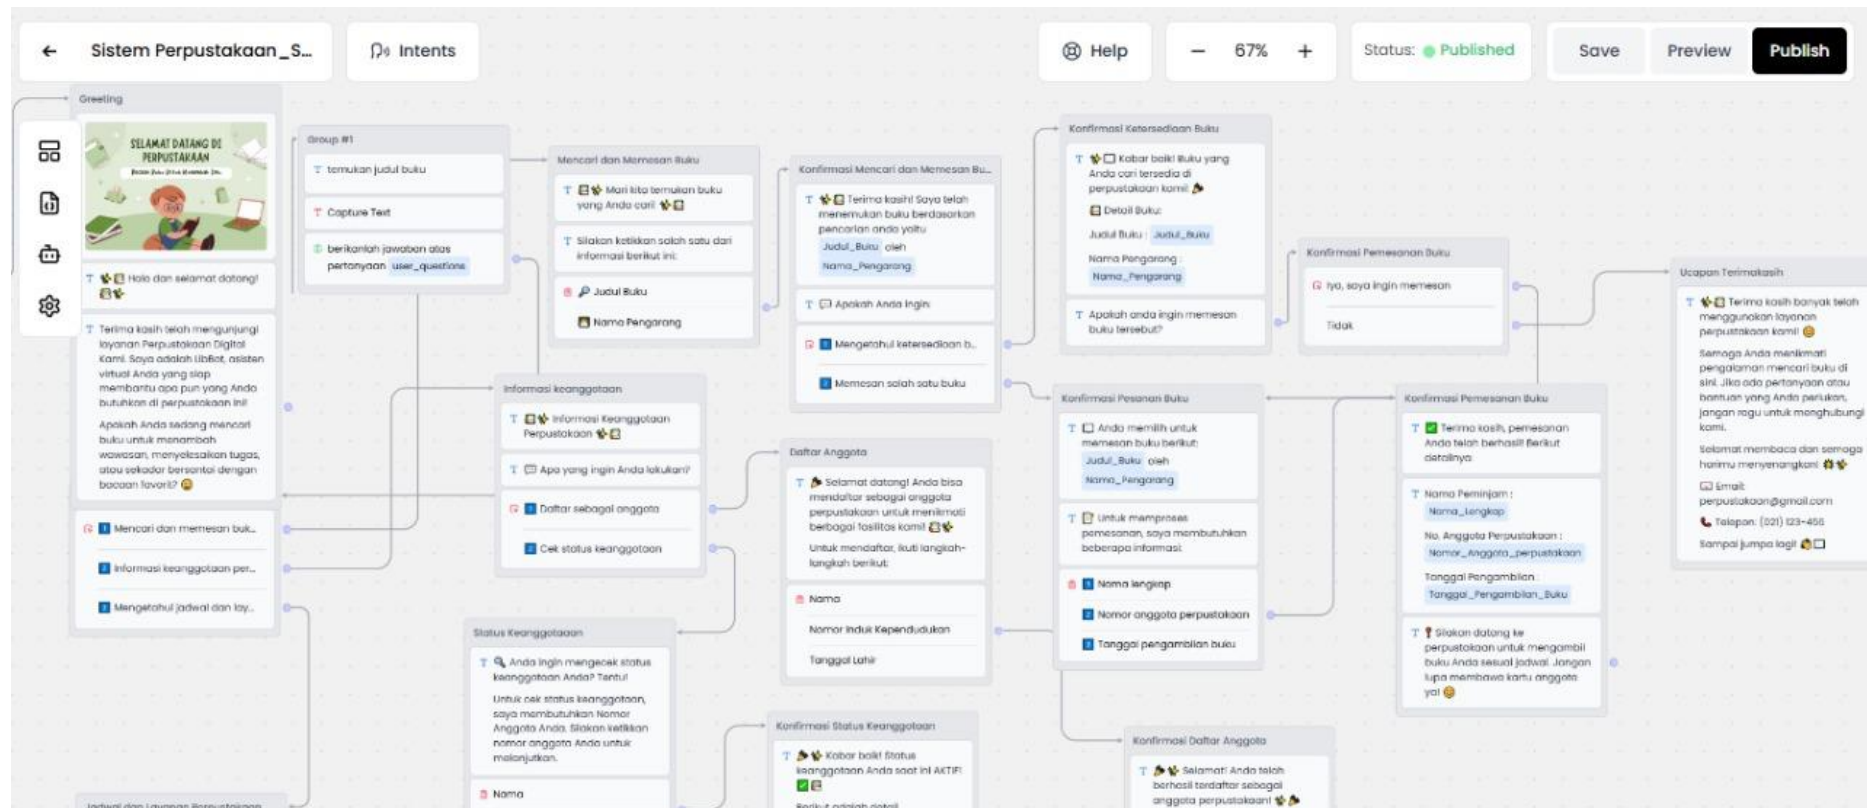 Sistem Perpustakaan_S...
Intents
Help
67%
Status: Published
Save
Preview
Publish
Greeting
SELAMAT DATANG DI
PERPUSTAKAAN
Halo dan selamat datang!
Terima kasih telah mengunjungi
layanan Perpustakaan Digital
Kami. Saya adalah LibBot, asisten
virtual Anda yang siap
membantu apa pun yang Anda
butuhkan di perpustakaan ini!
Apakah Anda sedang mencari
buku untuk menambah
wawasan, menyelesaikan tugas,
atau sekadar bersantai dengan
bacaan favorit?
1 Mencari dan memesan buk...
2 Informasi keanggotaan per...
Mengetahui jadwal dan lay...
Group #1
temukan judul buku
Capture Text
berikanlah jawaban atas
pertanyaan user_questions
Mencari dan Memesan Buku
Mari kita temukan buku
yang Anda cari!
Silakan ketikkan salah satu dari
informasi berikut ini:
Judul Buku
Nama Pengarang
Konfirmasi Mencari dan Memesan Bu...
Terima kasih! Saya telah
menemukan buku berdasarkan
pencarian anda yaitu
Judul_Buku oleh
Nama_Pengarang
Apakah Anda ingin:
1 Mengetahui ketersediaan b...
2 Memesan salah satu buku
Konfirmasi Ketersediaan Buku
Kabar baik! Buku yang
Anda cari tersedia di
perpustakaan kami!
Detail Buku:
Judul Buku : Judul_Buku
Nama Pengarang :
Nama_Pengarang
Apakah anda ingin memesan
buku tersebut?
Konfirmasi Pemesanan Buku
Iya, saya ingin memesan
Tidak
Ucapan Terimakasih
Terima kasih banyak telah
menggunakan layanan
perpustakaan kami!
Semoga Anda menikmati
pengalaman mencari buku di
sini. Jika ada pertanyaan atau
bantuan yang Anda perlukan,
jangan ragu untuk menghubungi
kami.
Selamat membaca dan semoga
harimu menyenangkan!
Email:
perpustakaan@gmail.com
Telepon: (021) 123-456
Sampai jumpa lagi!
Informasi keanggotaan
Informasi Keanggotaan
Perpustakaan
Apa yang ingin Anda lakukan?
1 Daftar sebagai anggota
2 Cek status keanggotaan
Daftar Anggota
Selamat datang! Anda bisa
mendaftar sebagai anggota
perpustakaan untuk menikmati
berbagai fasilitas kami!
Untuk mendaftar, ikuti langkah-
langkah berikut:
Nama
Nomor Induk Kependudukan
Tanggal Lahir
Konfirmasi Pesanan Buku
Anda memilih untuk
memesan buku berikut:
Judul_Buku oleh
Nama_Pengarang
Untuk memproses
pemesanan, saya membutuhkan
beberapa informasi:
1 Nama lengkap
2 Nomor anggota perpustakaan
3 Tanggal pengambilan buku
Konfirmasi Pemesanan Buku
Terima kasih, pemesanan
Anda telah berhasil! Berikut
detailnya:
Nama Peminjam :
Nama_lengkap
No. Anggota Perpustakaan :
Nomor_Anggota_perpustakaan
Tanggal Pengambilan :
Tanggal_Pengambilan_Buku
Silakan datang ke
perpustakaan untuk mengambil
buku Anda sesuai jadwal. Jangan
lupa membawa kartu anggota
ya!
Status Keanggotaaan
Anda ingin mengecek status
keanggotaan Anda? Tentu!
Untuk cek status keanggotaan,
saya membutuhkan Nomor
Anggota Anda. Silakan ketikkan
nomor anggota Anda untuk
melanjutkan.
Nama
Konfirmasi Status Keanggotaan
Kabar baik! Status
keanggotaan Anda saat ini AKTIF!
Berikut adalah detail
Konfirmasi Daftar Anggota
Selamat! Anda telah
berhasil terdaftar sebagai
anggota perpustakaan!
Jadwal dan Layanan Perpustakaan